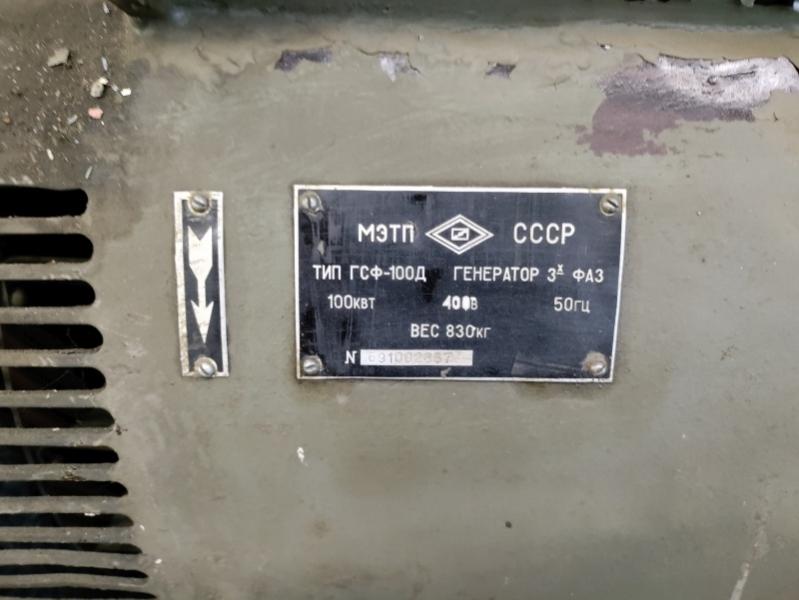 МЭТП СССР
ТИП ГСФ-100Д ГЕНЕРАТОР 3х ФАЗ
100КВТ 400В 50ГЦ
ВЕС 830КГ
N